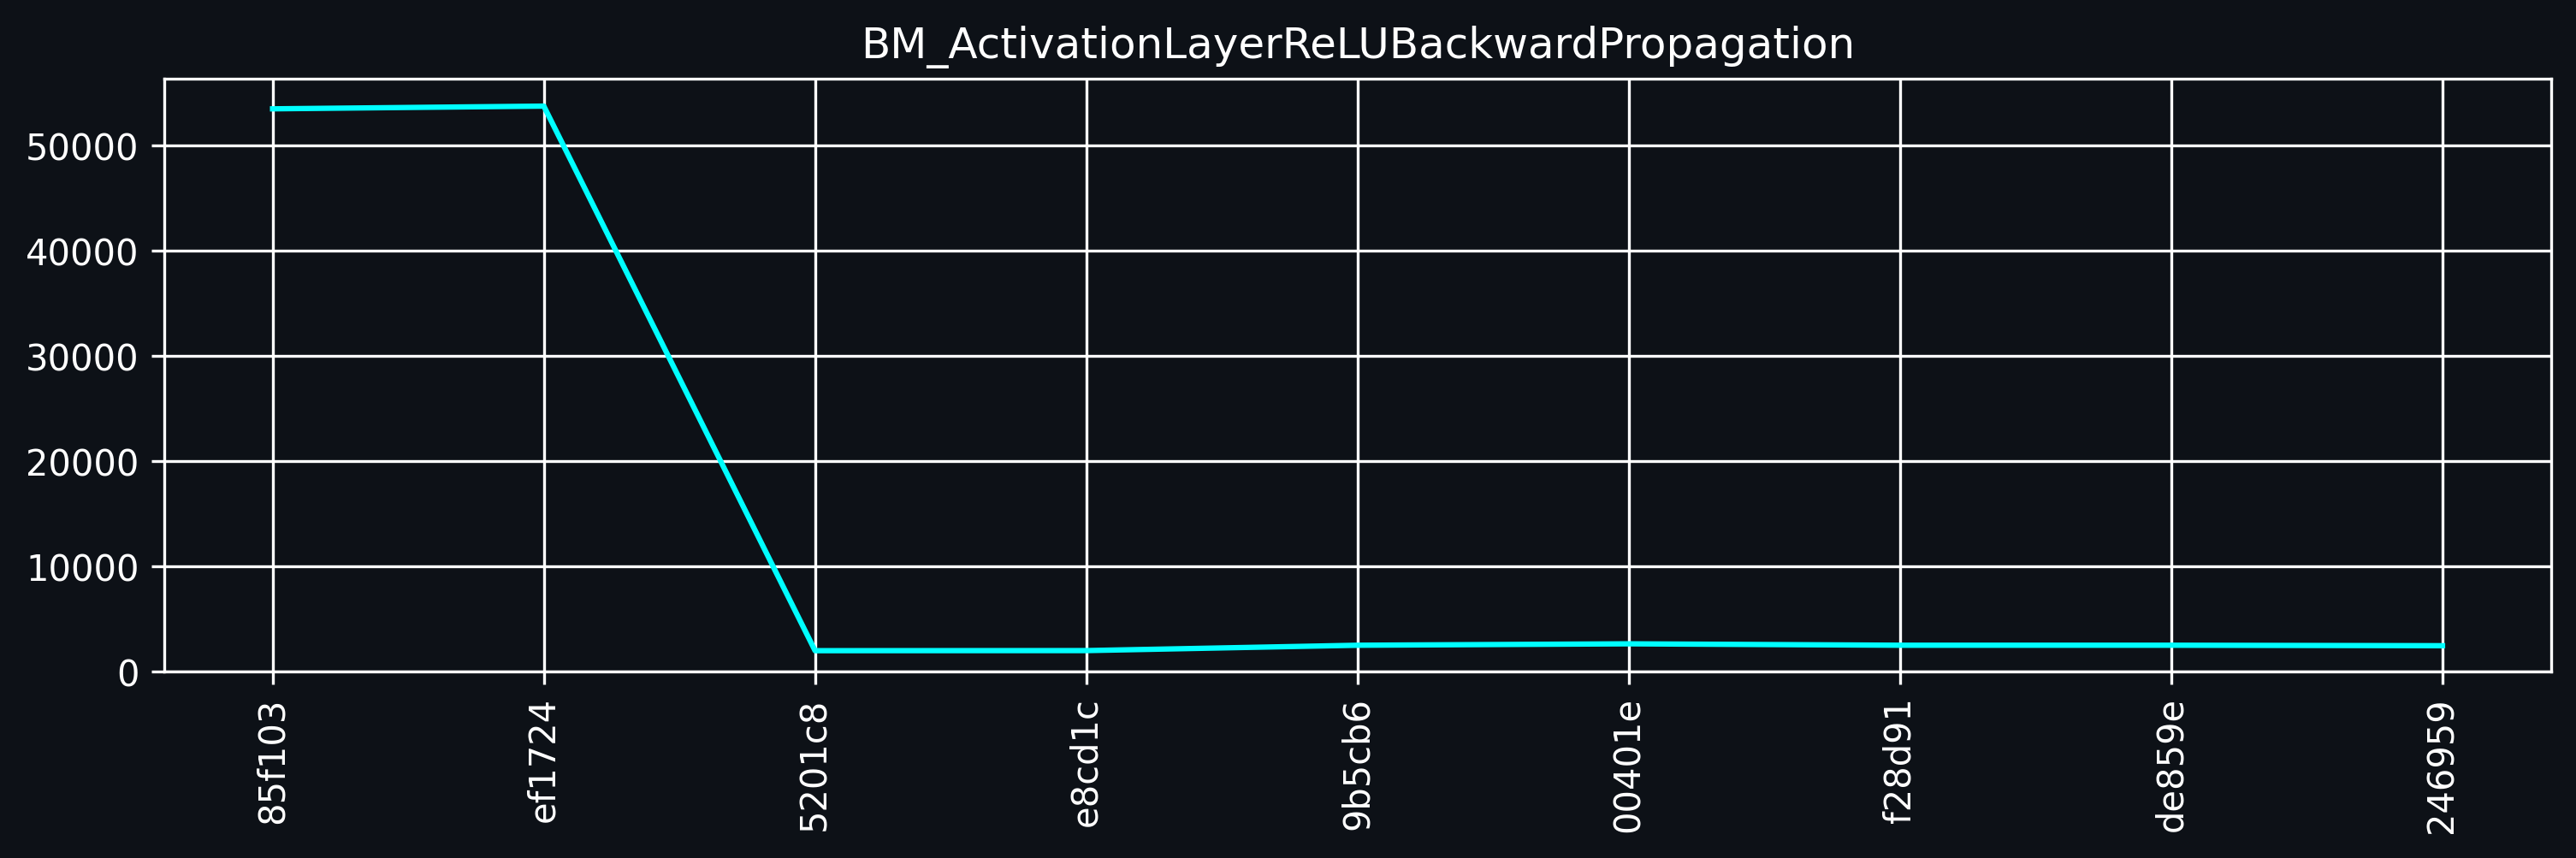 BM_ActivationLayerReLUBackwardPropagation
50000
40000
30000
20000
10000
0
85f103
ef1724
5201c8
e8cd1c
9b5cb6
00401e
f28d91
de859e
246959